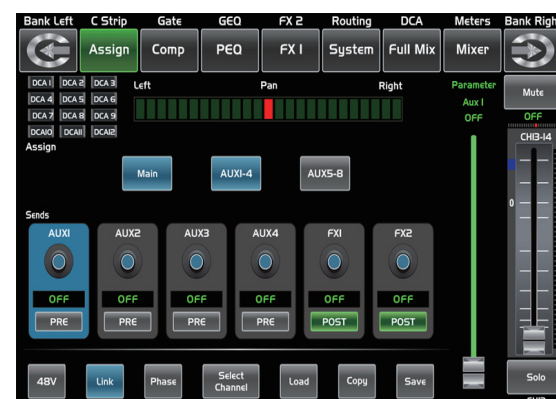 Bank Left C Strip Gate GEQ FX 2 Routing DCA Meters Bank Righ
Assign Comp PEQ FX 1 System Full Mix Mixer
DCA 1 DCA 2 DCA 3
DCA 4 DCA 5 DCA 6
DCA 7 DCA 8 DCA 9
DCA10 DCA11 DCA12
Left Pan Right
Parameter
Aux 1
OFF
Mute
OFF
CH13-14
Assign
Main AUX1-4 AUX5-8
0
Sends
AUX1 AUX2 AUX3 AUX4 FX1 FX2
OFF OFF OFF OFF OFF OFF
PRE PRE PRE PRE POST POST
48V Link Phase Select Channel Load Copy Save Solo